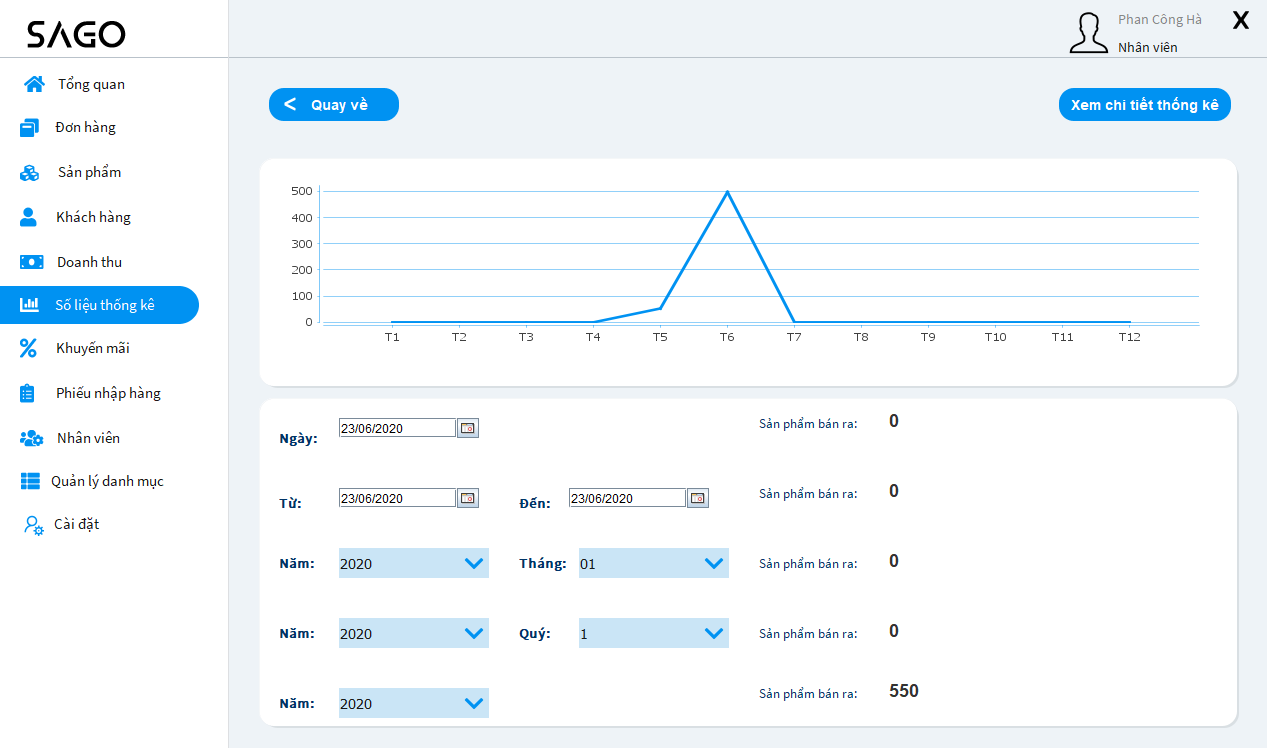 SAGO
Phan Công Hà
Nhân viên
X
Tổng quan
Đơn hàng
Sản phẩm
Khách hàng
Doanh thu
Số liệu thống kê
Khuyến mãi
Phiếu nhập hàng
Nhân viên
Quản lý danh mục
Cài đặt
< Quay về
Xem chi tiết thống kê
500
400
300
200
100
0
T1 T2 T3 T4 T5 T6 T7 T8 T9 T10 T11 T12
Ngày: 23/06/2020 Sản phẩm bán ra: 0
Từ: 23/06/2020 Đến: 23/06/2020 Sản phẩm bán ra: 0
Năm: 2020 Tháng: 01 Sản phẩm bán ra: 0
Năm: 2020 Quý: 1 Sản phẩm bán ra: 0
Năm: 2020 Sản phẩm bán ra: 550